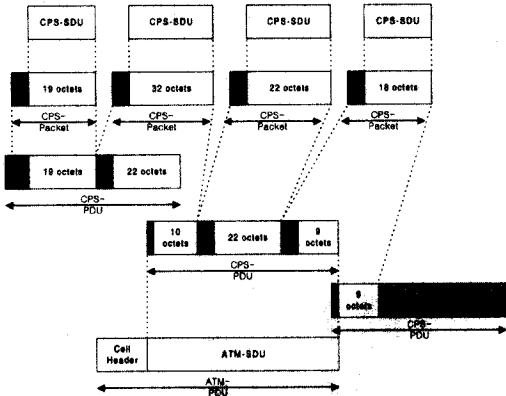 CPS-SDU CPS-SDU CPS-SDU CPS-SDU
19 octets 32 octets 22 octets 18 octets
CPS-
Packet
CPS-
Packet
CPS-
Packet
CPS-
Packet
19 octets 22 octets
CPS-
PDU
10
octets
22 octets
9
octets
CPS-
PDU
9
octets
CPS-
PDU
Cell
Header
ATM-SDU
ATM-
PDU